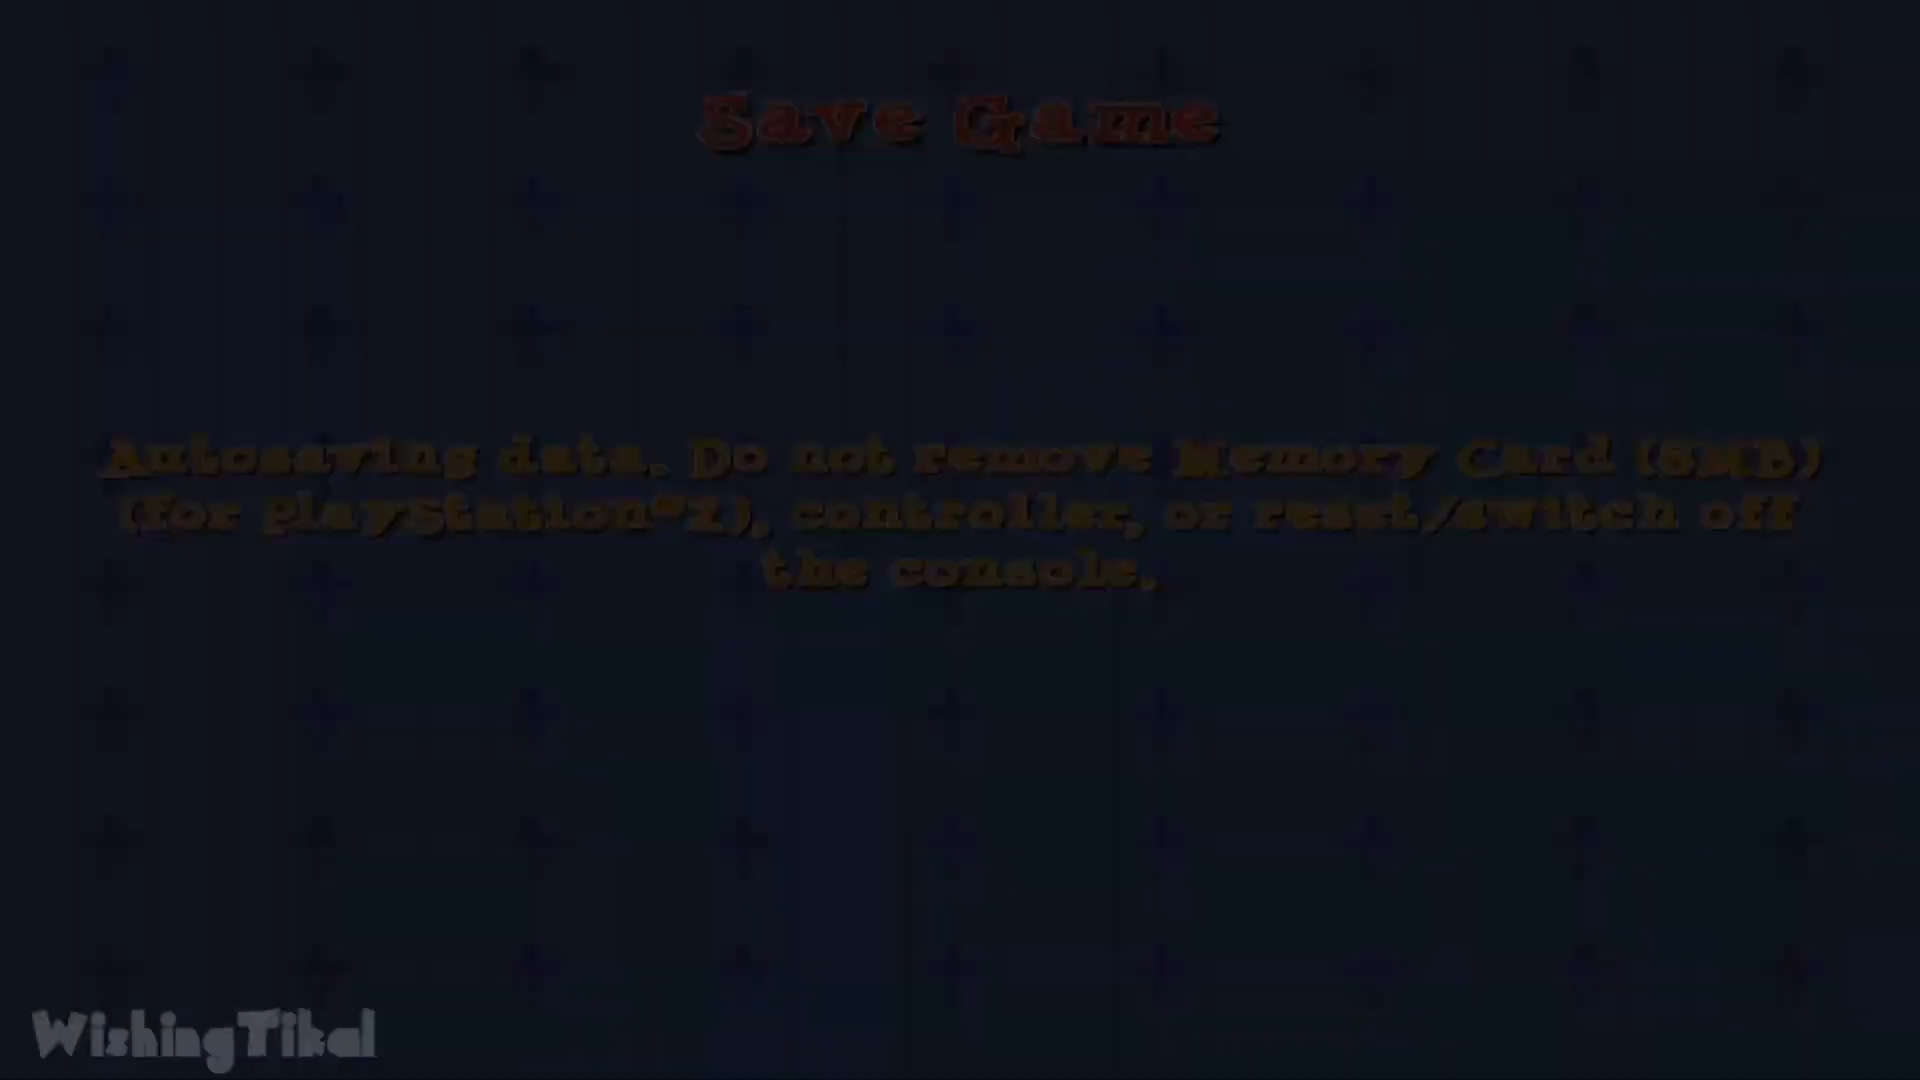 Save Game
Autosaving data. Do not remove Memory Card (8MB)
(for PlayStation®2), controller, or reset/switch off
the console.
WishingTikal